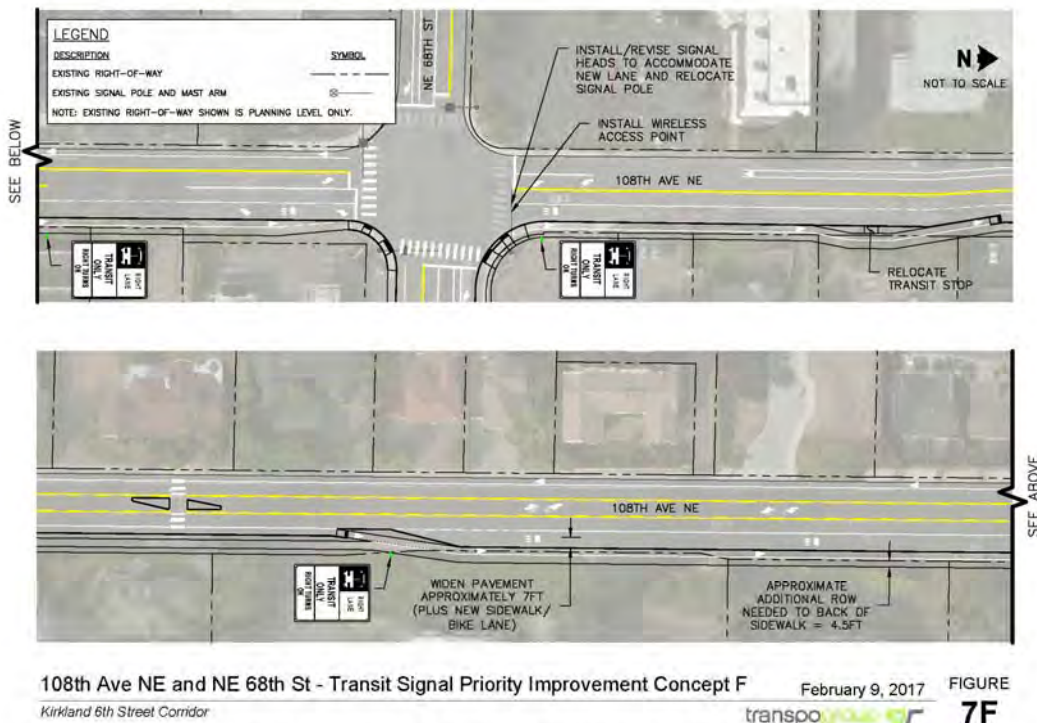 LEGEND
DESCRIPTION SYMBOL
EXISTING RIGHT-OF-WAY
EXISTING SIGNAL POLE AND MAST ARM
NOTE: EXISTING RIGHT-OF-WAY SHOWN IS PLANNING LEVEL ONLY.
NE 68TH ST
INSTALL/REVISE SIGNAL
HEADS TO ACCOMMODATE
NEW LANE AND RELOCATE
SIGNAL POLE
INSTALL WIRELESS
ACCESS POINT
N
NOT TO SCALE
SEE BELOW
108TH AVE NE
RIGHT
LANE
TRANSIT
ONLY
RIGHT TURNS
OK
RIGHT
LANE
TRANSIT
ONLY
RIGHT TURNS
OK
RELOCATE
TRANSIT STOP
108TH AVE NE
SEE ABOVE
RIGHT
LANE
TRANSIT
ONLY
RIGHT TURNS
OK
WIDEN PAVEMENT
APPROXIMATELY 7FT
(PLUS NEW SIDEWALK/
BIKE LANE)
APPROXIMATE
ADDITIONAL ROW
NEEDED TO BACK OF
SIDEWALK = 4.5FT
108th Ave NE and NE 68th St - Transit Signal Priority Improvement Concept F
February 9, 2017
FIGURE
Kirkland 6th Street Corridor
transpogroup
7F